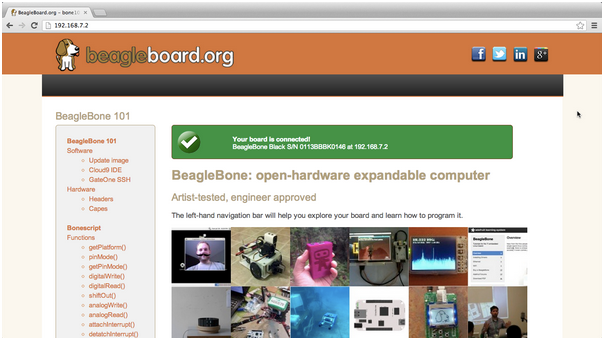 BeagleBoard.org - bone10
192.168.7.2
beagleboard.org
BeagleBone 101
BeagleBone 101
Software
Update image
Cloud9 IDE
GateOne SSH
Hardware
Headers
Capes
Bonescript
Functions
getPlatform()
pinMode()
getPinMode()
digitalWrite()
digitalRead()
shiftOut()
analogWrite()
analogRead()
attachInterrupt()
detatchInterrupt()
Your board is connected!
BeagleBone Black S/N 0113BBBK0146 at 192.168.7.2
BeagleBone: open-hardware expandable computer
Artist-tested, engineer approved
The left-hand navigation bar will help you explore your board and learn how to program it.
BeagleBone
Overview